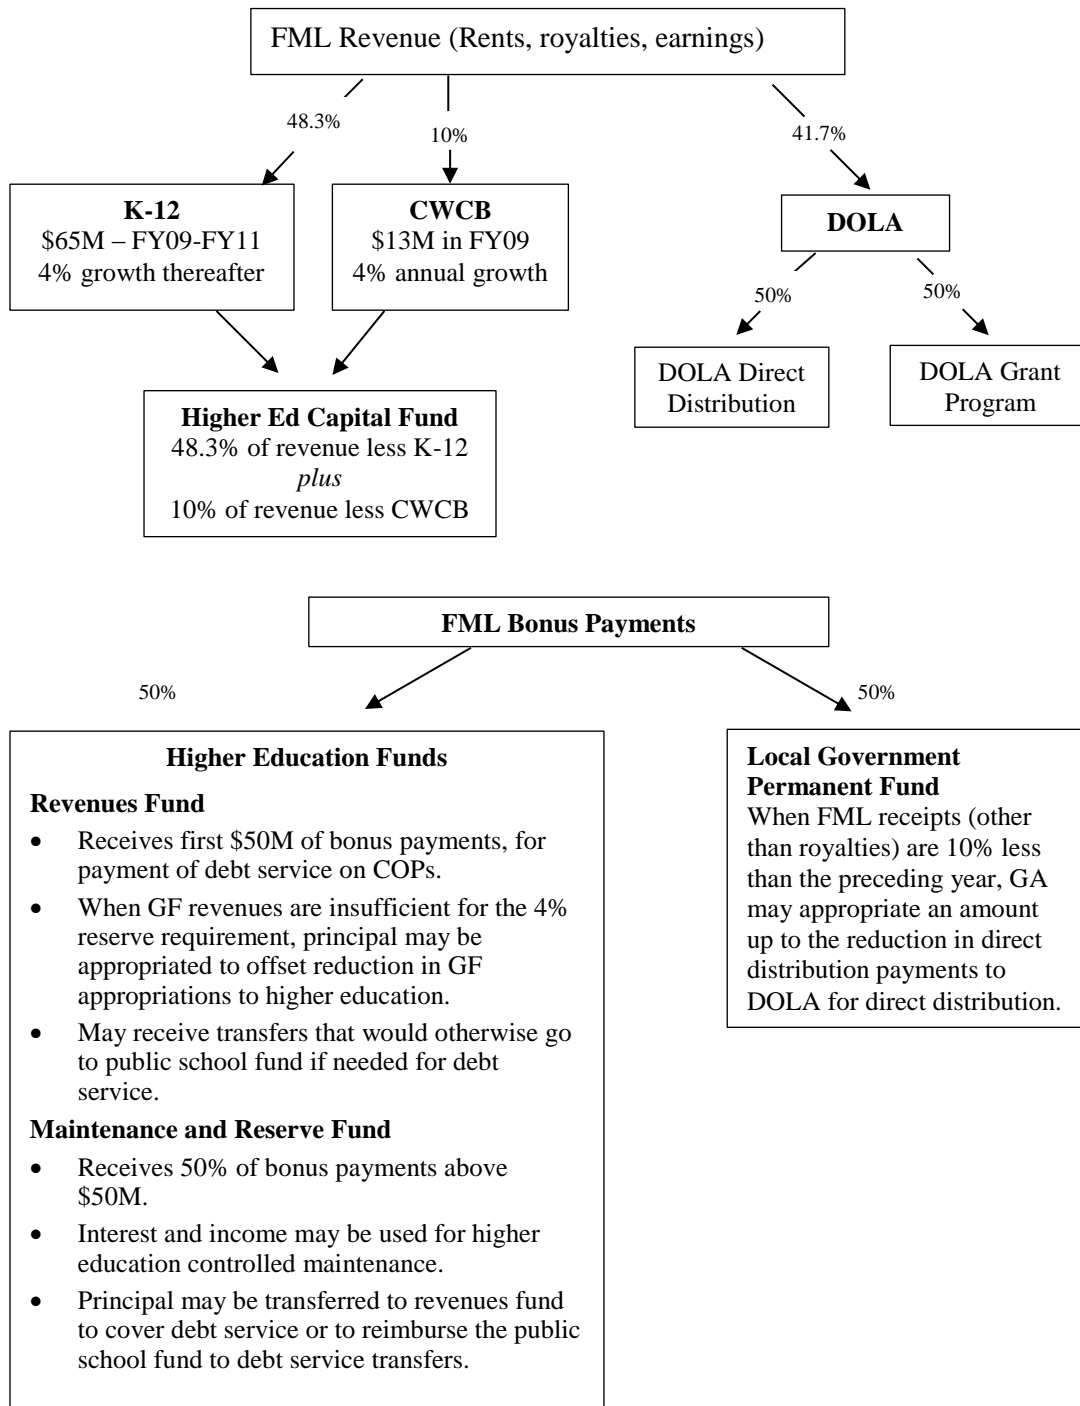 FML Revenue (Rents, royalties, earnings)
48.3%
10%
41.7%
K-12
$65M – FY09-FY11
4% growth thereafter
CWCB
$13M in FY09
4% annual growth
DOLA
50%
50%
DOLA Direct
Distribution
DOLA Grant
Program
Higher Ed Capital Fund
48.3% of revenue less K-12
plus
10% of revenue less CWCB
FML Bonus Payments
50%
50%
Higher Education Funds
Revenues Fund
• Receives first $50M of bonus payments, for
payment of debt service on COPs.
• When GF revenues are insufficient for the 4%
reserve requirement, principal may be
appropriated to offset reduction in GF
appropriations to higher education.
• May receive transfers that would otherwise go
to public school fund if needed for debt
service.
Maintenance and Reserve Fund
• Receives 50% of bonus payments above
$50M.
• Interest and income may be used for higher
education controlled maintenance.
• Principal may be transferred to revenues fund
to cover debt service or to reimburse the public
school fund to debt service transfers.
Local Government
Permanent Fund
When FML receipts (other
than royalties) are 10% less
than the preceding year, GA
may appropriate an amount
up to the reduction in direct
distribution payments to
DOLA for direct distribution.